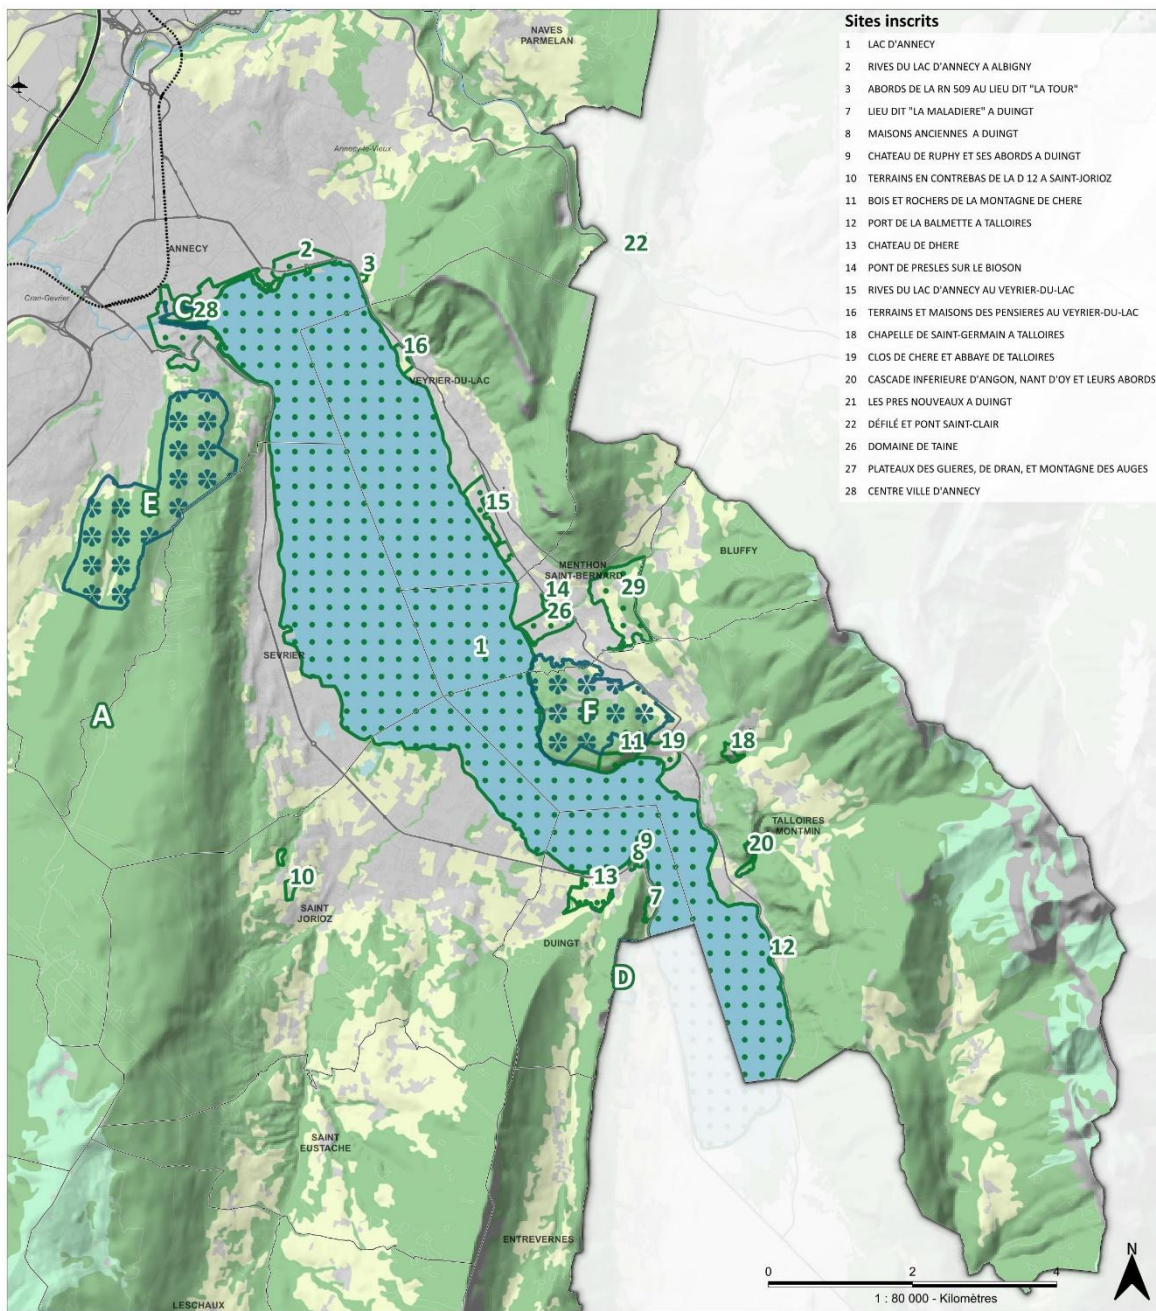 Sites inscrits
1 LAC D'ANNECY
2 RIVES DU LAC D'ANNECY A ALBIGNY
3 ABORDS DE LA RN 509 AU LIEU DIT "LA TOUR"
7 LIEU DIT "LA MALADIERE" A DUINGT
8 MAISONS ANCIENNES A DUINGT
9 CHATEAU DE RUPHY ET SES ABORDS A DUINGT
10 TERRAINS EN CONTREBAS DE LA D 12 A SAINT-JORIOZ
11 BOIS ET ROCHERS DE LA MONTAGNE DE CHERE
12 PORT DE LA BALMETTE A TALLOIRES
13 CHATEAU DE DHERE
14 PONT DE PRESLES SUR LE BIOSON
15 RIVES DU LAC D'ANNECY AU VEYRIER-DU-LAC
16 TERRAINS ET MAISONS DES PENSIERES AU VEYRIER-DU-LAC
18 CHAPELLE DE SAINT-GERMAIN A TALLOIRES
19 CLOS DE CHERE ET ABBAYE DE TALLOIRES
20 CASCADE INFERIEURE D'ANGON, NANT D'OY ET LEURS ABORDS
21 LES PRES NOUVEAUX A DUINGT
22 DÉFILÉ ET PONT SAINT-CLAIR
26 DOMAINE DE TAINE
27 PLATEAUX DES GLIERES, DE DRAN, ET MONTAGNE DES AUGES
28 CENTRE VILLE D'ANNECY
NAVES
PARMELAN
Annecy-le-Vieux
22
ANNECY
2
3
Cran-Gevrier
C
28
16
VEYRIER-DU-LAC
E
15
BLUFFY
MENTHON
SAINT-BERNARD
14
29
26
1
SEVRIER
A
F
11
19
18
TALLOIRES
MONTMIN
9
8
20
10
13
7
SAINT
JORIOZ
DUINGT
12
D
SAINT
EUSTACHE
ENTREVERNES
LESCHAUX
N
0 2 4
1 : 80 000 - Kilomètres